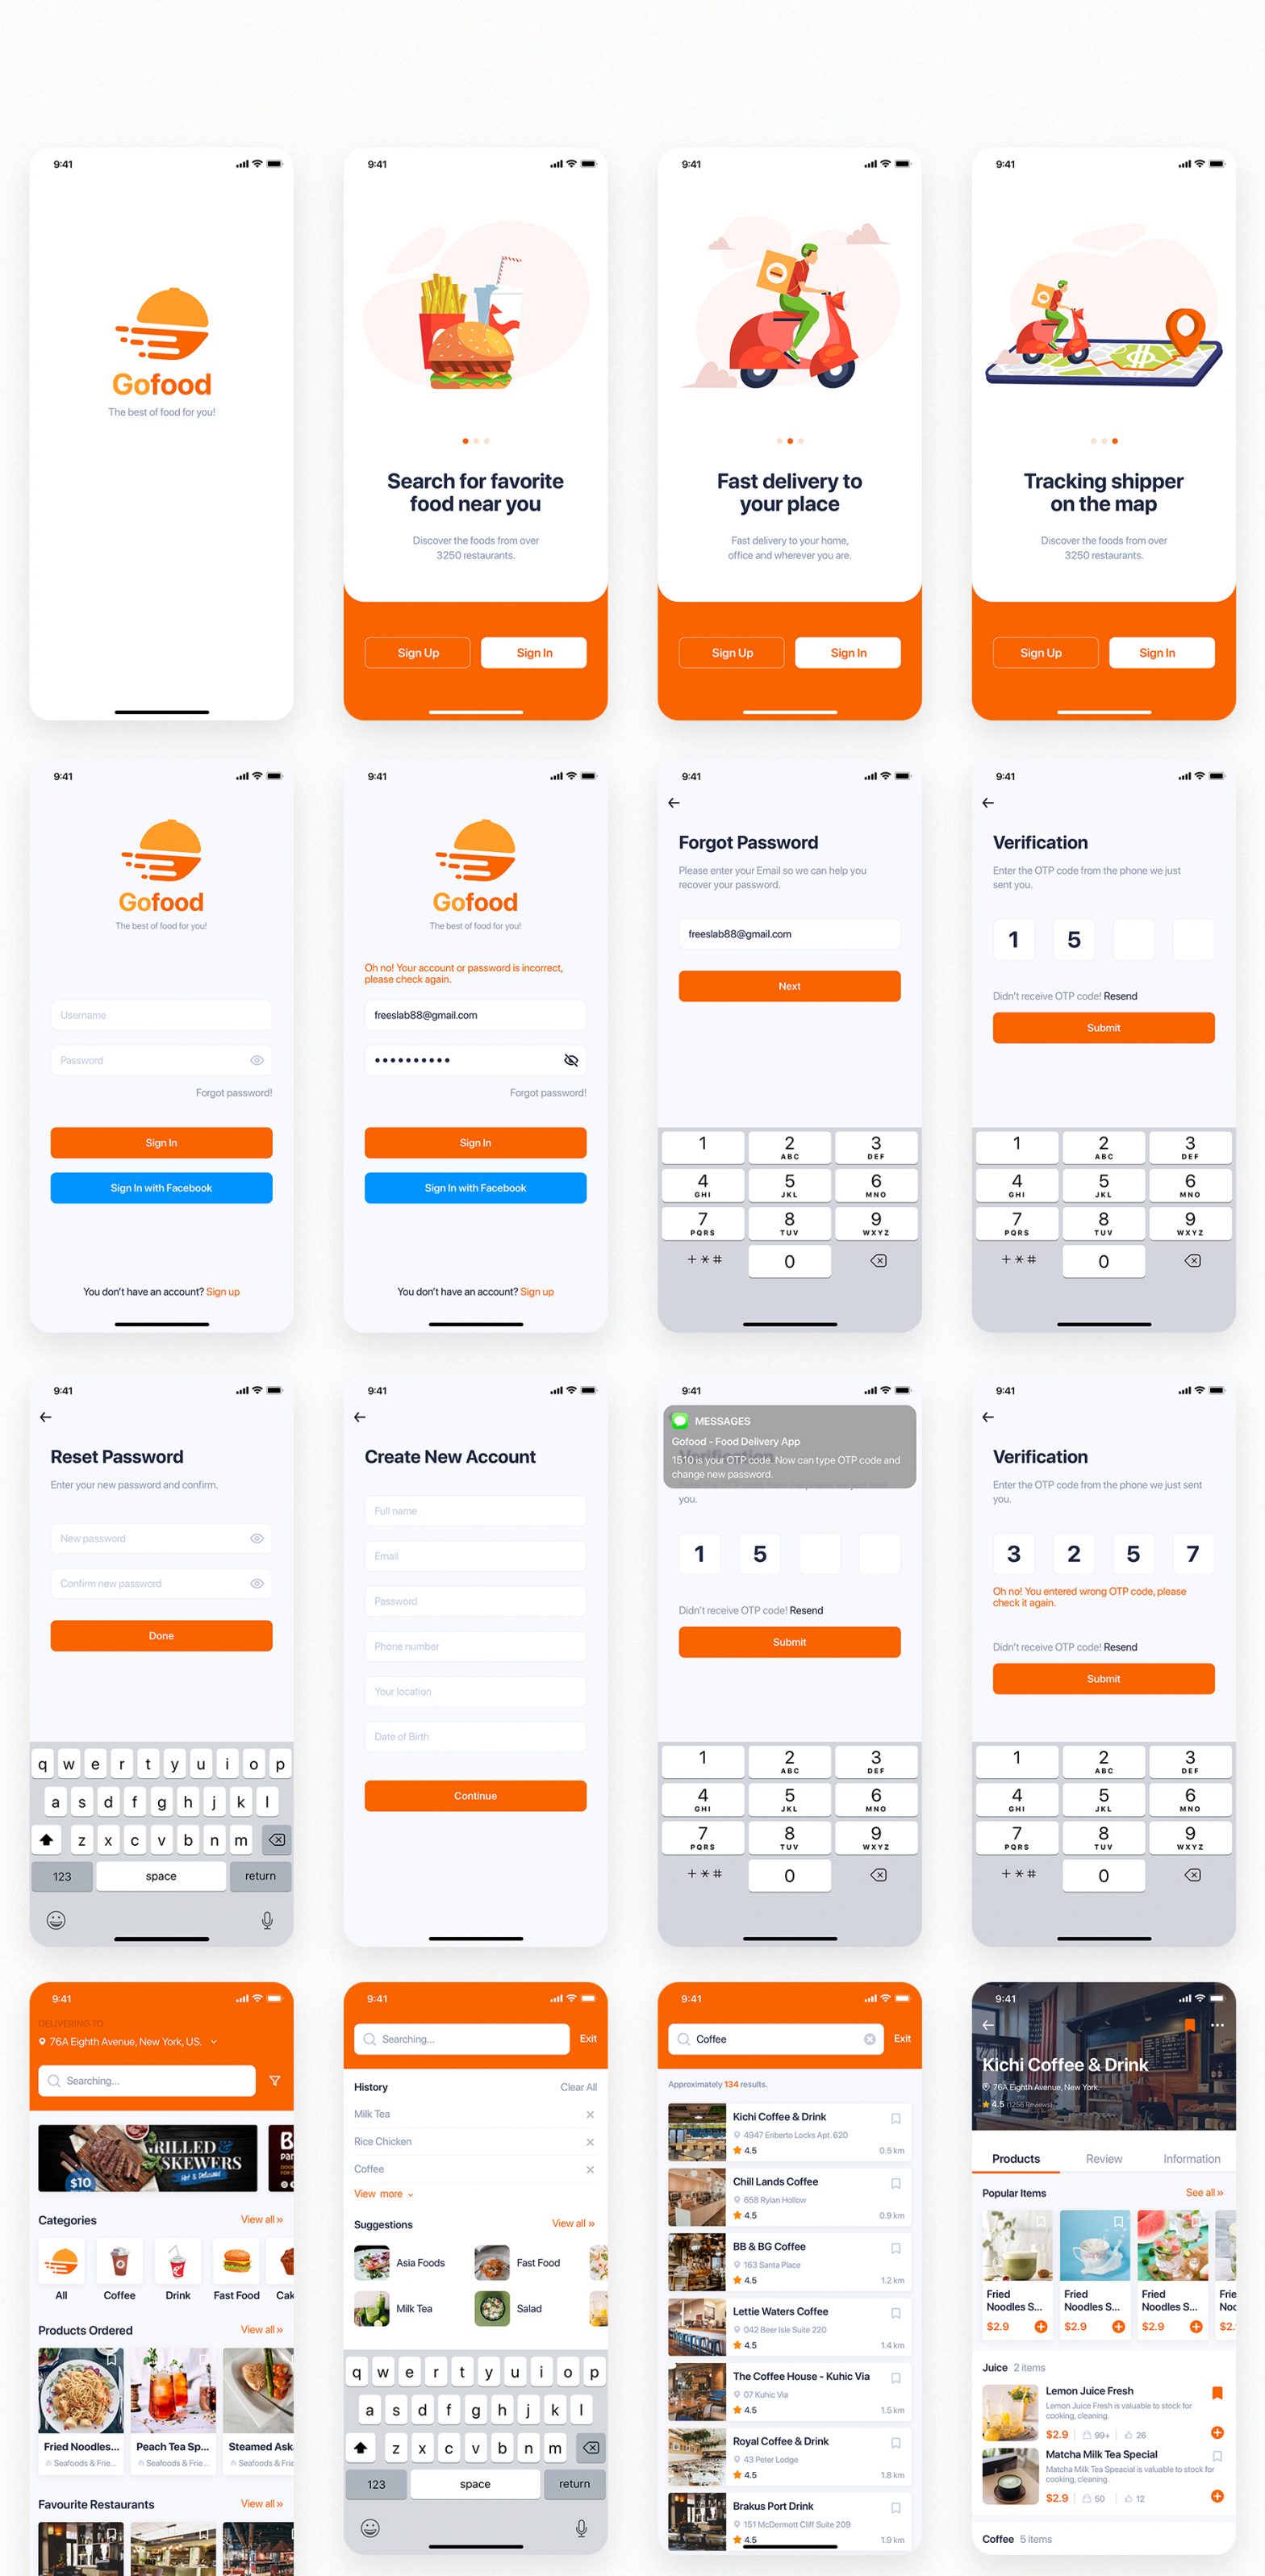 9:41
Gofood
The best of food for you!
9:41
Search for favorite
food near you
Discover the foods from over
3250 restaurants.
Sign Up
Sign In
9:41
Fast delivery to
your place
Fast delivery to your home,
office and wherever you are.
Sign Up
Sign In
9:41
Tracking shipper
on the map
Discover the foods from over
3250 restaurants.
Sign Up
Sign In
9:41
Gofood
The best of food for you!
Username
Password
Forgot password!
Sign In
Sign In with Facebook
You don't have an account? Sign up
9:41
Gofood
The best of food for you!
Oh no! Your account or password is incorrect,
please check again.
freeslab88@gmail.com
Forgot password!
Sign In
Sign In with Facebook
You don't have an account? Sign up
9:41
Forgot Password
Please enter your Email so we can help you
recover your password.
freeslab88@gmail.com
Next
1 2 3
ABC DEF
4 5 6
GHI JKL MNO
7 8 9
PQRS TUV WXYZ
+ * # 0
9:41
Verification
Enter the OTP code from the phone we just
sent you.
1 5
Didn't receive OTP code! Resend
Submit
1 2 3
ABC DEF
4 5 6
GHI JKL MNO
7 8 9
PQRS TUV WXYZ
+ * # 0
9:41
Reset Password
Enter your new password and confirm.
New password
Confirm new password
Done
q w e r t y u i o p
a s d f g h j k l
z x c v b n m
123 space return
9:41
Create New Account
Full name
Email
Password
Phone number
Your location
Date of Birth
Continue
9:41
MESSAGES
Gofood - Food Delivery App
1510 is your OTP code. Now can type OTP code and
change new password.
you.
1 5
Didn't receive OTP code! Resend
Submit
1 2 3
ABC DEF
4 5 6
GHI JKL MNO
7 8 9
PQRS TUV WXYZ
+ * # 0
9:41
Verification
Enter the OTP code from the phone we just sent
you.
3 2 5 7
Oh no! You entered wrong OTP code, please
check it again.
Didn't receive OTP code! Resend
Submit
1 2 3
ABC DEF
4 5 6
GHI JKL MNO
7 8 9
PQRS TUV WXYZ
+ * # 0
9:41
DELIVERING TO
76A Eighth Avenue, New York, US.
Searching...
GRILLED &
SKEWERS
Hot & Delicious!
$10
Categories
View all »
All
Coffee
Drink
Fast Food
Cak
Products Ordered
View all »
Fried Noodles...
Seafoods & Frie...
Peach Tea Sp...
Seafoods & Frie...
Steamed Ask
Seafoods & Frie
Favourite Restaurants
View all »
9:41
Searching...
Exit
History
Clear All
Milk Tea
Rice Chicken
Coffee
View more
Suggestions
View all »
Asia Foods
Fast Food
Milk Tea
Salad
q w e r t y u i o p
a s d f g h j k l
z x c v b n m
123 space return
9:41
Coffee
Exit
Approximately 134 results.
Kichi Coffee & Drink
4947 Eriberto Locks Apt. 620
4.5 0.5 km
Chill Lands Coffee
658 Rylan Hollow
4.5 0.9 km
BB & BG Coffee
163 Santa Place
4.5 1.2 km
Lettie Waters Coffee
042 Beer Isle Suite 220
4.5 1.4 km
The Coffee House - Kuhic Via
07 Kuhic Via
4.5 1.5 km
Royal Coffee & Drink
43 Peter Lodge
4.5 1.8 km
Brakus Port Drink
151 McDermott Cliff Suite 209
4.5 1.9 km
9:41
Kichi Coffee & Drink
76A Eighth Avenue, New York.
4.5 (1256 Reviews)
Products
Review
Information
Popular Items
See all »
Fried
Noodles S...
$2.9
Fried
Noodles S...
$2.9
Fried
Noodles S...
$2.9
Frie
Noo
$2.
Juice 2 items
Lemon Juice Fresh
Lemon Juice Fresh is valuable to stock for
cooking, cleaning.
$2.9 99+ 26
Matcha Milk Tea Special
Matcha Milk Tea Speacial is valuable to stock for
cooking, cleaning.
$2.9 50 12
Coffee 5 items